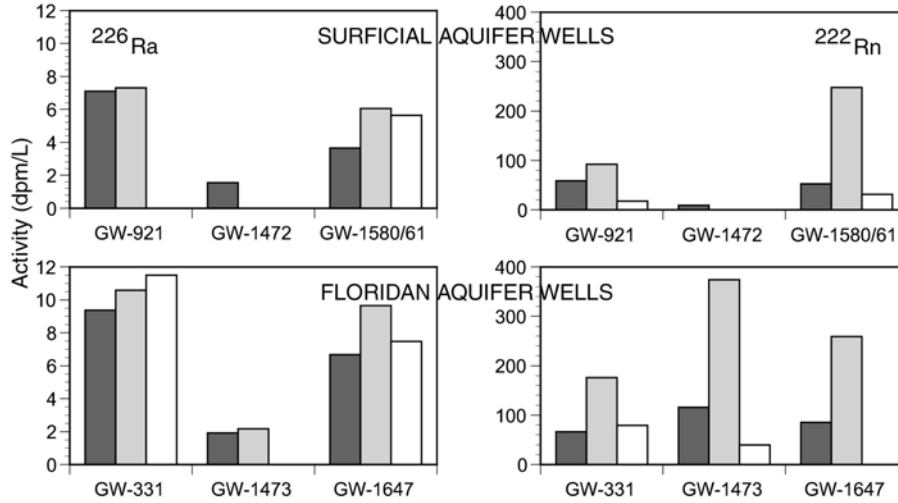 12
10
8
6
4
2
0
226Ra
SURFICIAL AQUIFER WELLS
400
300
200
100
0
222Rn
GW-921
GW-1472
GW-1580/61
GW-921
GW-1472
GW-1580/61
Activity (dpm/L)
12
10
8
6
4
2
0
FLORIDAN AQUIFER WELLS
400
300
200
100
0
GW-331
GW-1473
GW-1647
GW-331
GW-1473
GW-1647